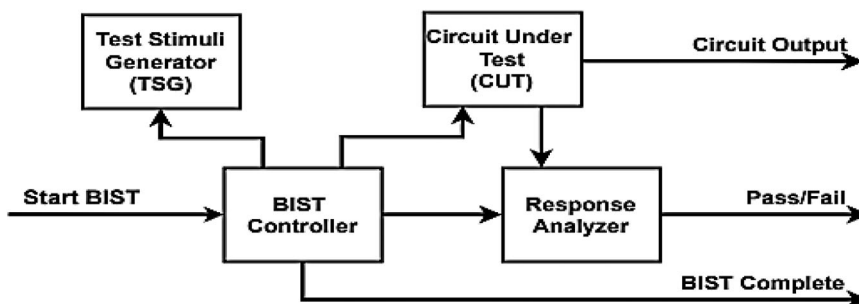 Test Stimuli
Generator
(TSG)
Circuit Under
Test
(CUT)
Circuit Output
Start BIST
BIST
Controller
Response
Analyzer
Pass/Fail
BIST Complete